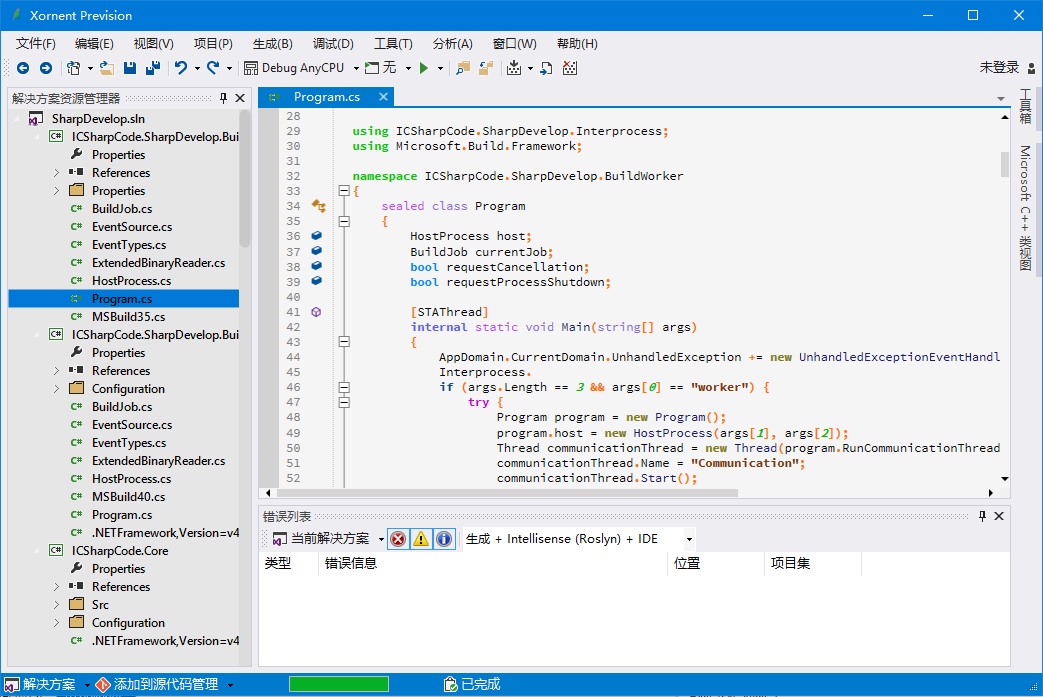 Xornent Prevision
文件(F) 编辑(E) 视图(V) 项目(P) 生成(B) 调试(D) 工具(T) 分析(A) 窗口(W) 帮助(H)
Debug AnyCPU 无 未登录
解决方案资源管理器
SharpDevelop.sln
ICSharpCode.SharpDevelop.Bui
Properties
References
Properties
BuildJob.cs
EventSource.cs
EventTypes.cs
ExtendedBinaryReader.cs
HostProcess.cs
Program.cs
MSBuild35.cs
ICSharpCode.SharpDevelop.Bui
Properties
References
Configuration
BuildJob.cs
EventSource.cs
EventTypes.cs
ExtendedBinaryReader.cs
HostProcess.cs
MSBuild40.cs
Program.cs
.NETFramework,Version=v4
ICSharpCode.Core
Properties
References
Src
Configuration
.NETFramework,Version=v4
Program.cs
28
29 using ICSharpCode.SharpDevelop.Interprocess;
30 using Microsoft.Build.Framework;
31
32 namespace ICSharpCode.SharpDevelop.BuildWorker
33 {
34 sealed class Program
35 {
36 HostProcess host;
37 BuildJob currentJob;
38 bool requestCancellation;
39 bool requestProcessShutdown;
40
41 [STAThread]
42 internal static void Main(string[] args)
43 {
44 AppDomain.CurrentDomain.UnhandledException += new UnhandledExceptionEventHandl
45 Interprocess.
46 if (args.Length == 3 && args[0] == "worker") {
47 try {
48 Program program = new Program();
49 program.host = new HostProcess(args[1], args[2]);
50 Thread communicationThread = new Thread(program.RunCommunicationThread
51 communicationThread.Name = "Communication";
52 communicationThread.Start();
工具箱
Microsoft C++ 类视图
错误列表
当前解决方案 生成 + Intellisense (Roslyn) + IDE
类型 错误信息 位置 项目集
解决方案 添加到源代码管理 已完成